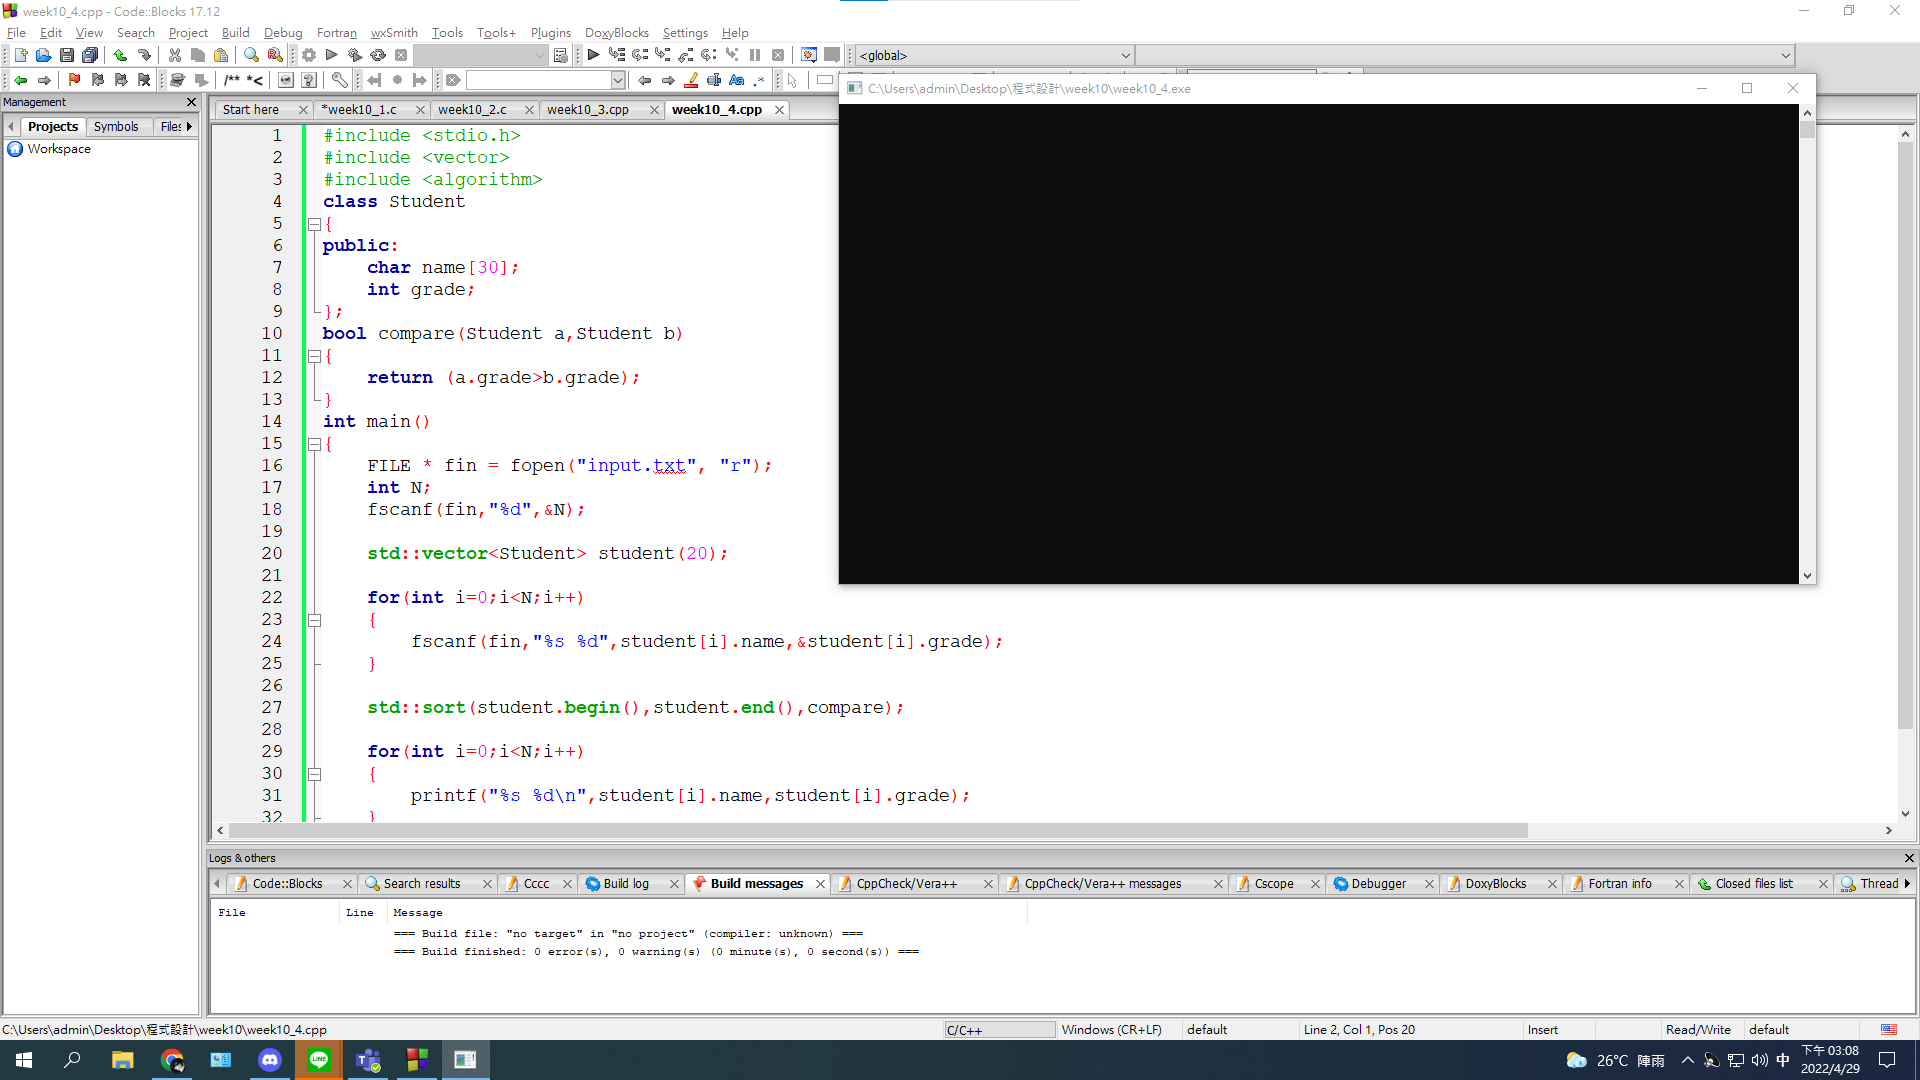 week10_4.cpp - Code::Blocks 17.12
File Edit View Search Project Build Debug Fortran wxSmith Tools Tools+ Plugins DoxyBlocks Settings Help
<global>
/** *<
Aa .*
Management
Projects Symbols Files
Workspace
Start here *week10_1.c week10_2.c week10_3.cpp week10_4.cpp
C:\Users\admin\Desktop\程式設計\week10\week10_4.exe
1 #include <stdio.h>
2 #include <vector>
3 #include <algorithm>
4 class Student
5 {
6 public:
7 char name[30];
8 int grade;
9 };
10 bool compare(Student a,Student b)
11 {
12 return (a.grade>b.grade);
13 }
14 int main()
15 {
16 FILE * fin = fopen("input.txt", "r");
17 int N;
18 fscanf(fin,"%d",&N);
19
20 std::vector<Student> student(20);
21
22 for(int i=0;i<N;i++)
23 {
24 fscanf(fin,"%s %d",student[i].name,&student[i].grade);
25 }
26
27 std::sort(student.begin(),student.end(),compare);
28
29 for(int i=0;i<N;i++)
30 {
31 printf("%s %d\n",student[i].name,student[i].grade);
32 }
Logs & others
Code::Blocks Search results Cccc Build log Build messages CppCheck/Vera++ CppCheck/Vera++ messages Cscope Debugger DoxyBlocks Fortran info Closed files list Thread
File Line Message
=== Build file: "no target" in "no project" (compiler: unknown) ===
=== Build finished: 0 error(s), 0 warning(s) (0 minute(s), 0 second(s)) ===
C:\Users\admin\Desktop\程式設計\week10\week10_4.cpp C/C++ Windows (CR+LF) default Line 2, Col 1, Pos 20 Insert Read/Write default
LINE
26°C 陣雨 中 下午 03:08
2022/4/29